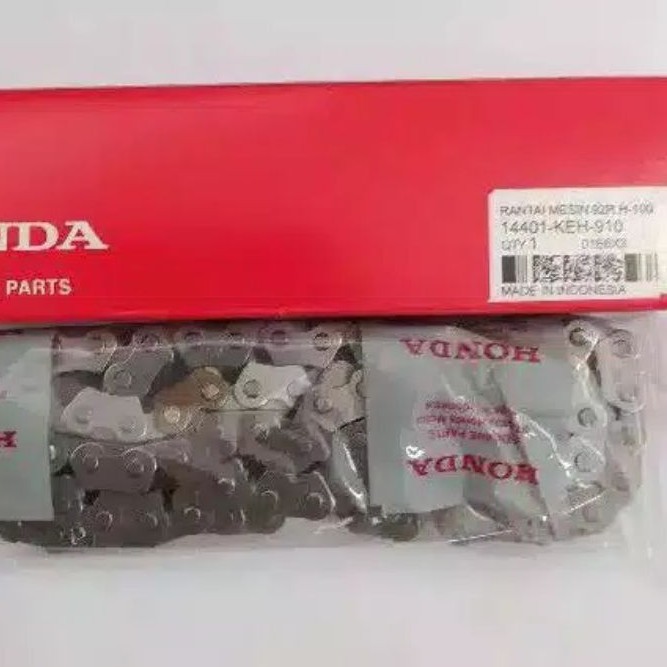 NDA
PARTS
RANTAI MESIN 92R H-100
14401-KEH-910
QTY 1
MADE IN INDONESIA
HONDA
HONDA
H